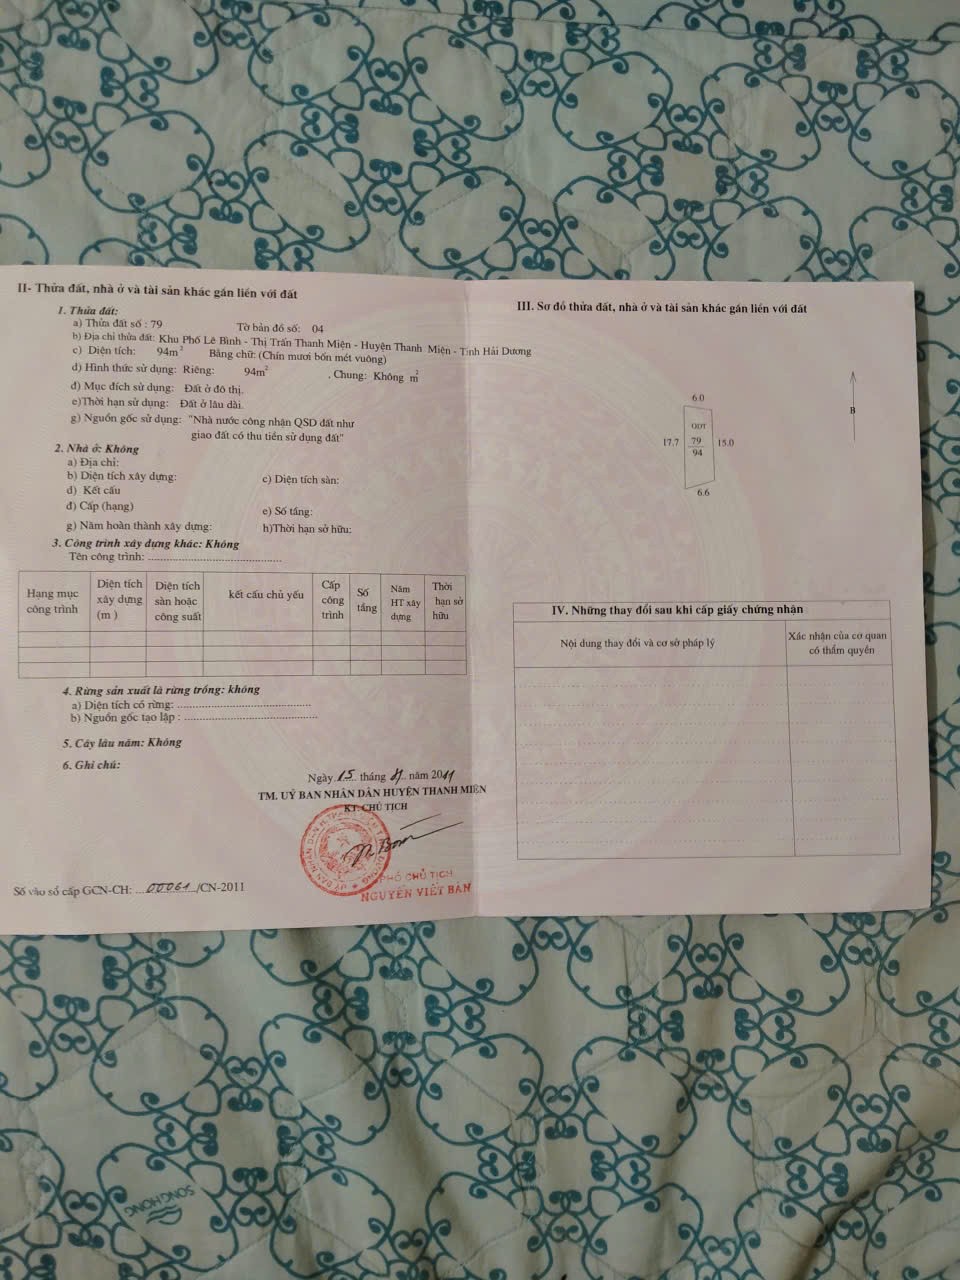 II- Thửa đất, nhà ở và tài sản khác gắn liền với đất
1. Thửa đất:
a) Thửa đất số : 79 Tờ bản đồ số: 04
b) Địa chỉ thửa đất: Khu Phố Lê Bình - Thị Trấn Thanh Miện - Huyện Thanh Miện - Tỉnh Hải Dương
c) Diện tích: 94m² Bằng chữ: (Chín mươi bốn mét vuông)
d) Hình thức sử dụng: Riêng: 94m² , Chung: Không m²
đ) Mục đích sử dụng: Đất ở đô thị.
e)Thời hạn sử dụng: Đất ở lâu dài.
g) Nguồn gốc sử dụng: "Nhà nước công nhận QSD đất như
giao đất có thu tiền sử dụng đất"
2. Nhà ở: Không
a) Địa chỉ:
b) Diện tích xây dựng: c) Diện tích sàn:
d) Kết cấu
đ) Cấp (hạng) e) Số tầng:
g) Năm hoàn thành xây dựng: h)Thời hạn sở hữu:
3. Công trình xây dựng khác: Không
Tên công trình:
Hạng mục công trình Diện tích xây dựng (m ) Diện tích sàn hoặc công suất kết cấu chủ yếu Cấp công trình Số tầng Năm HT xây dựng Thời hạn sở hữu
4. Rừng sản xuất là rừng trồng: không
a) Diện tích có rừng:
b) Nguồn gốc tạo lập :
5. Cây lâu năm: Không
6. Ghi chú:
Ngày 15 tháng năm 2011
TM. UỶ BAN NHÂN DÂN HUYỆN THANH MIỆN
KT. CHỦ TỊCH
PHÓ CHỦ TỊCH
NGUYỄN VIẾT BẢN
Số vào sổ cấp GCN-CH: 00061 /CN-2011
III. Sơ đồ thửa đất, nhà ở và tài sản khác gắn liền với đất
6.0
B
ODT
17.7 79 15.0
94
6.6
IV. Những thay đổi sau khi cấp giấy chứng nhận
Nội dung thay đổi và cơ sở pháp lý Xác nhận của cơ quan có thẩm quyền
SONGHONG